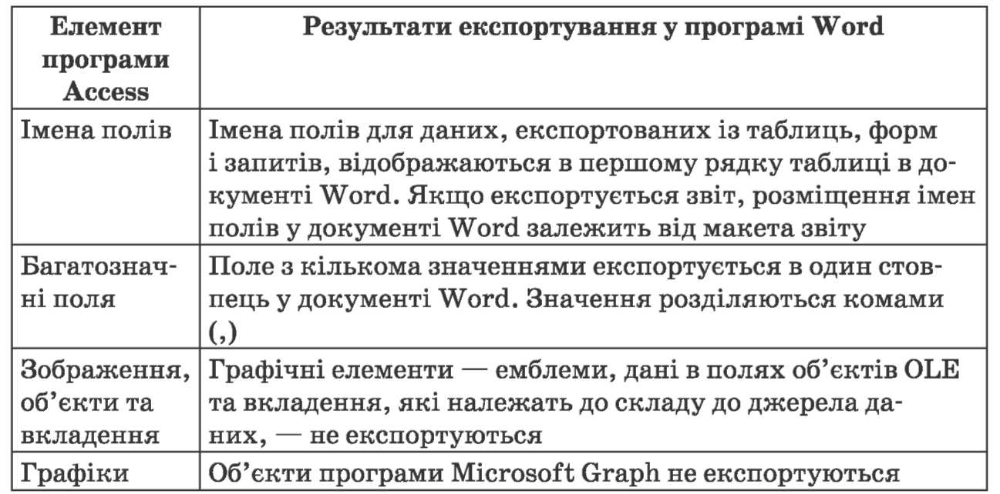 Елемент
програми
Access
Результати експортування у програмі Word
Імена полів
Імена полів для даних, експортованих із таблиць, форм
і запитів, відображаються в першому рядку таблиці в до-
кументі Word. Якщо експортується звіт, розміщення імен
полів у документі Word залежить від макета звіту
Багатознач-
ні поля
Поле з кількома значеннями експортується в один стов-
пець у документі Word. Значення розділяються комами
(,)
Зображення,
об’єкти та
вкладення
Графічні елементи — емблеми, дані в полях об’єктів OLE
та вкладення, які належать до складу до джерела да-
них, — не експортуються
Графіки
Об’єкти програми Microsoft Graph не експортуються